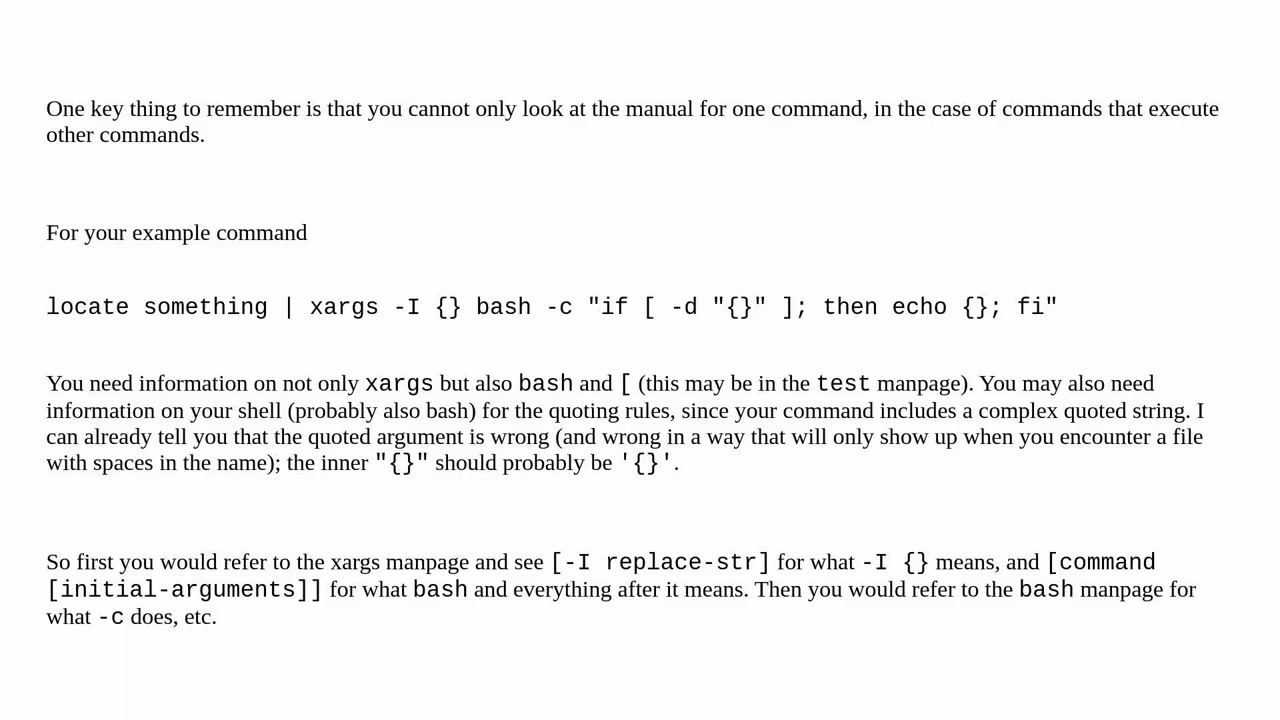 One key thing to remember is that you cannot only look at the manual for one command, in the case of commands that execute
other commands.
For your example command
locate something | xargs -I {} bash -c "if [ -d "{}" ]; then echo {}; fi"
You need information on not only xargs but also bash and [ (this may be in the test manpage). You may also need
information on your shell (probably also bash) for the quoting rules, since your command includes a complex quoted string. I
can already tell you that the quoted argument is wrong (and wrong in a way that will only show up when you encounter a file
with spaces in the name); the inner "{}" should probably be '{}'.
So first you would refer to the xargs manpage and see [-I replace-str] for what -I {} means, and [command
[initial-arguments]] for what bash and everything after it means. Then you would refer to the bash manpage for
what -c does, etc.